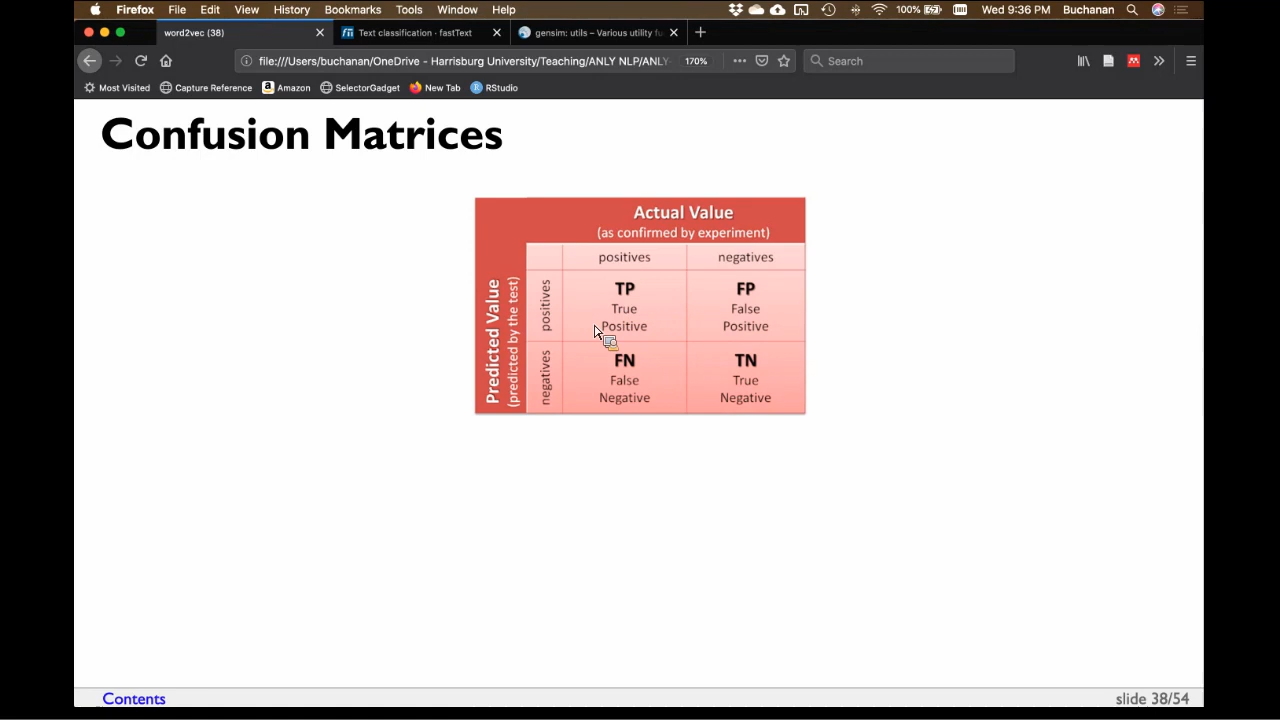 Firefox File Edit View History Bookmarks Tools Window Help 100% Wed 9:36 PM Buchanan
word2vec (38) Text classification · fastText gensim: utils – Various utility fu
file:///Users/buchanan/OneDrive - Harrisburg University/Teaching/ANLY NLP/ANLY- 170% Search
Most Visited Capture Reference Amazon SelectorGadget New Tab RStudio
Confusion Matrices
Actual Value
(as confirmed by experiment)
positives negatives
Predicted Value
(predicted by the test)
positives
TP FP
True False
Positive Positive
negatives
FN TN
False True
Negative Negative
Contents slide 38/54